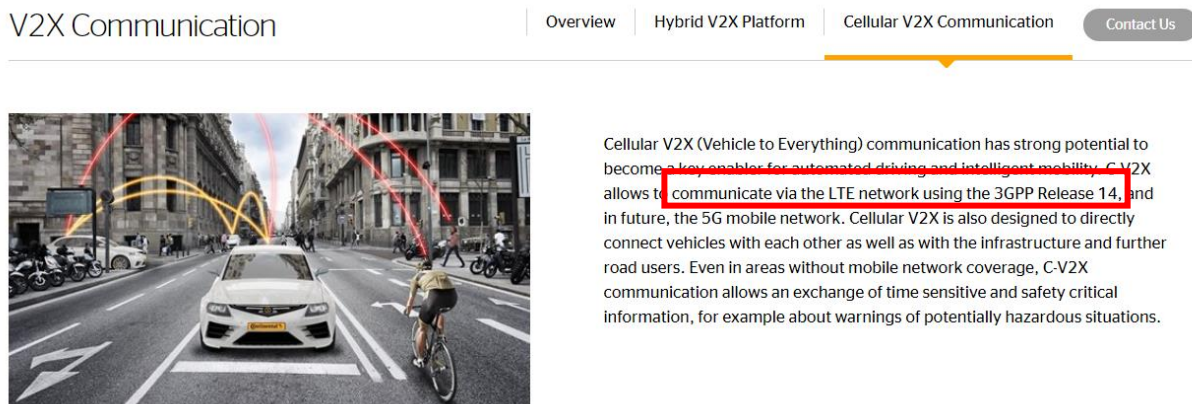 V2X Communication
Overview
Hybrid V2X Platform
Cellular V2X Communication
Contact Us
Cellular V2X (Vehicle to Everything) communication has strong potential to
become a key enabler for automated driving and intelligent mobility. C-V2X
allows to communicate via the LTE network using the 3GPP Release 14, and
in future, the 5G mobile network. Cellular V2X is also designed to directly
connect vehicles with each other as well as with the infrastructure and further
road users. Even in areas without mobile network coverage, C-V2X
communication allows an exchange of time sensitive and safety critical
information, for example about warnings of potentially hazardous situations.
Continental